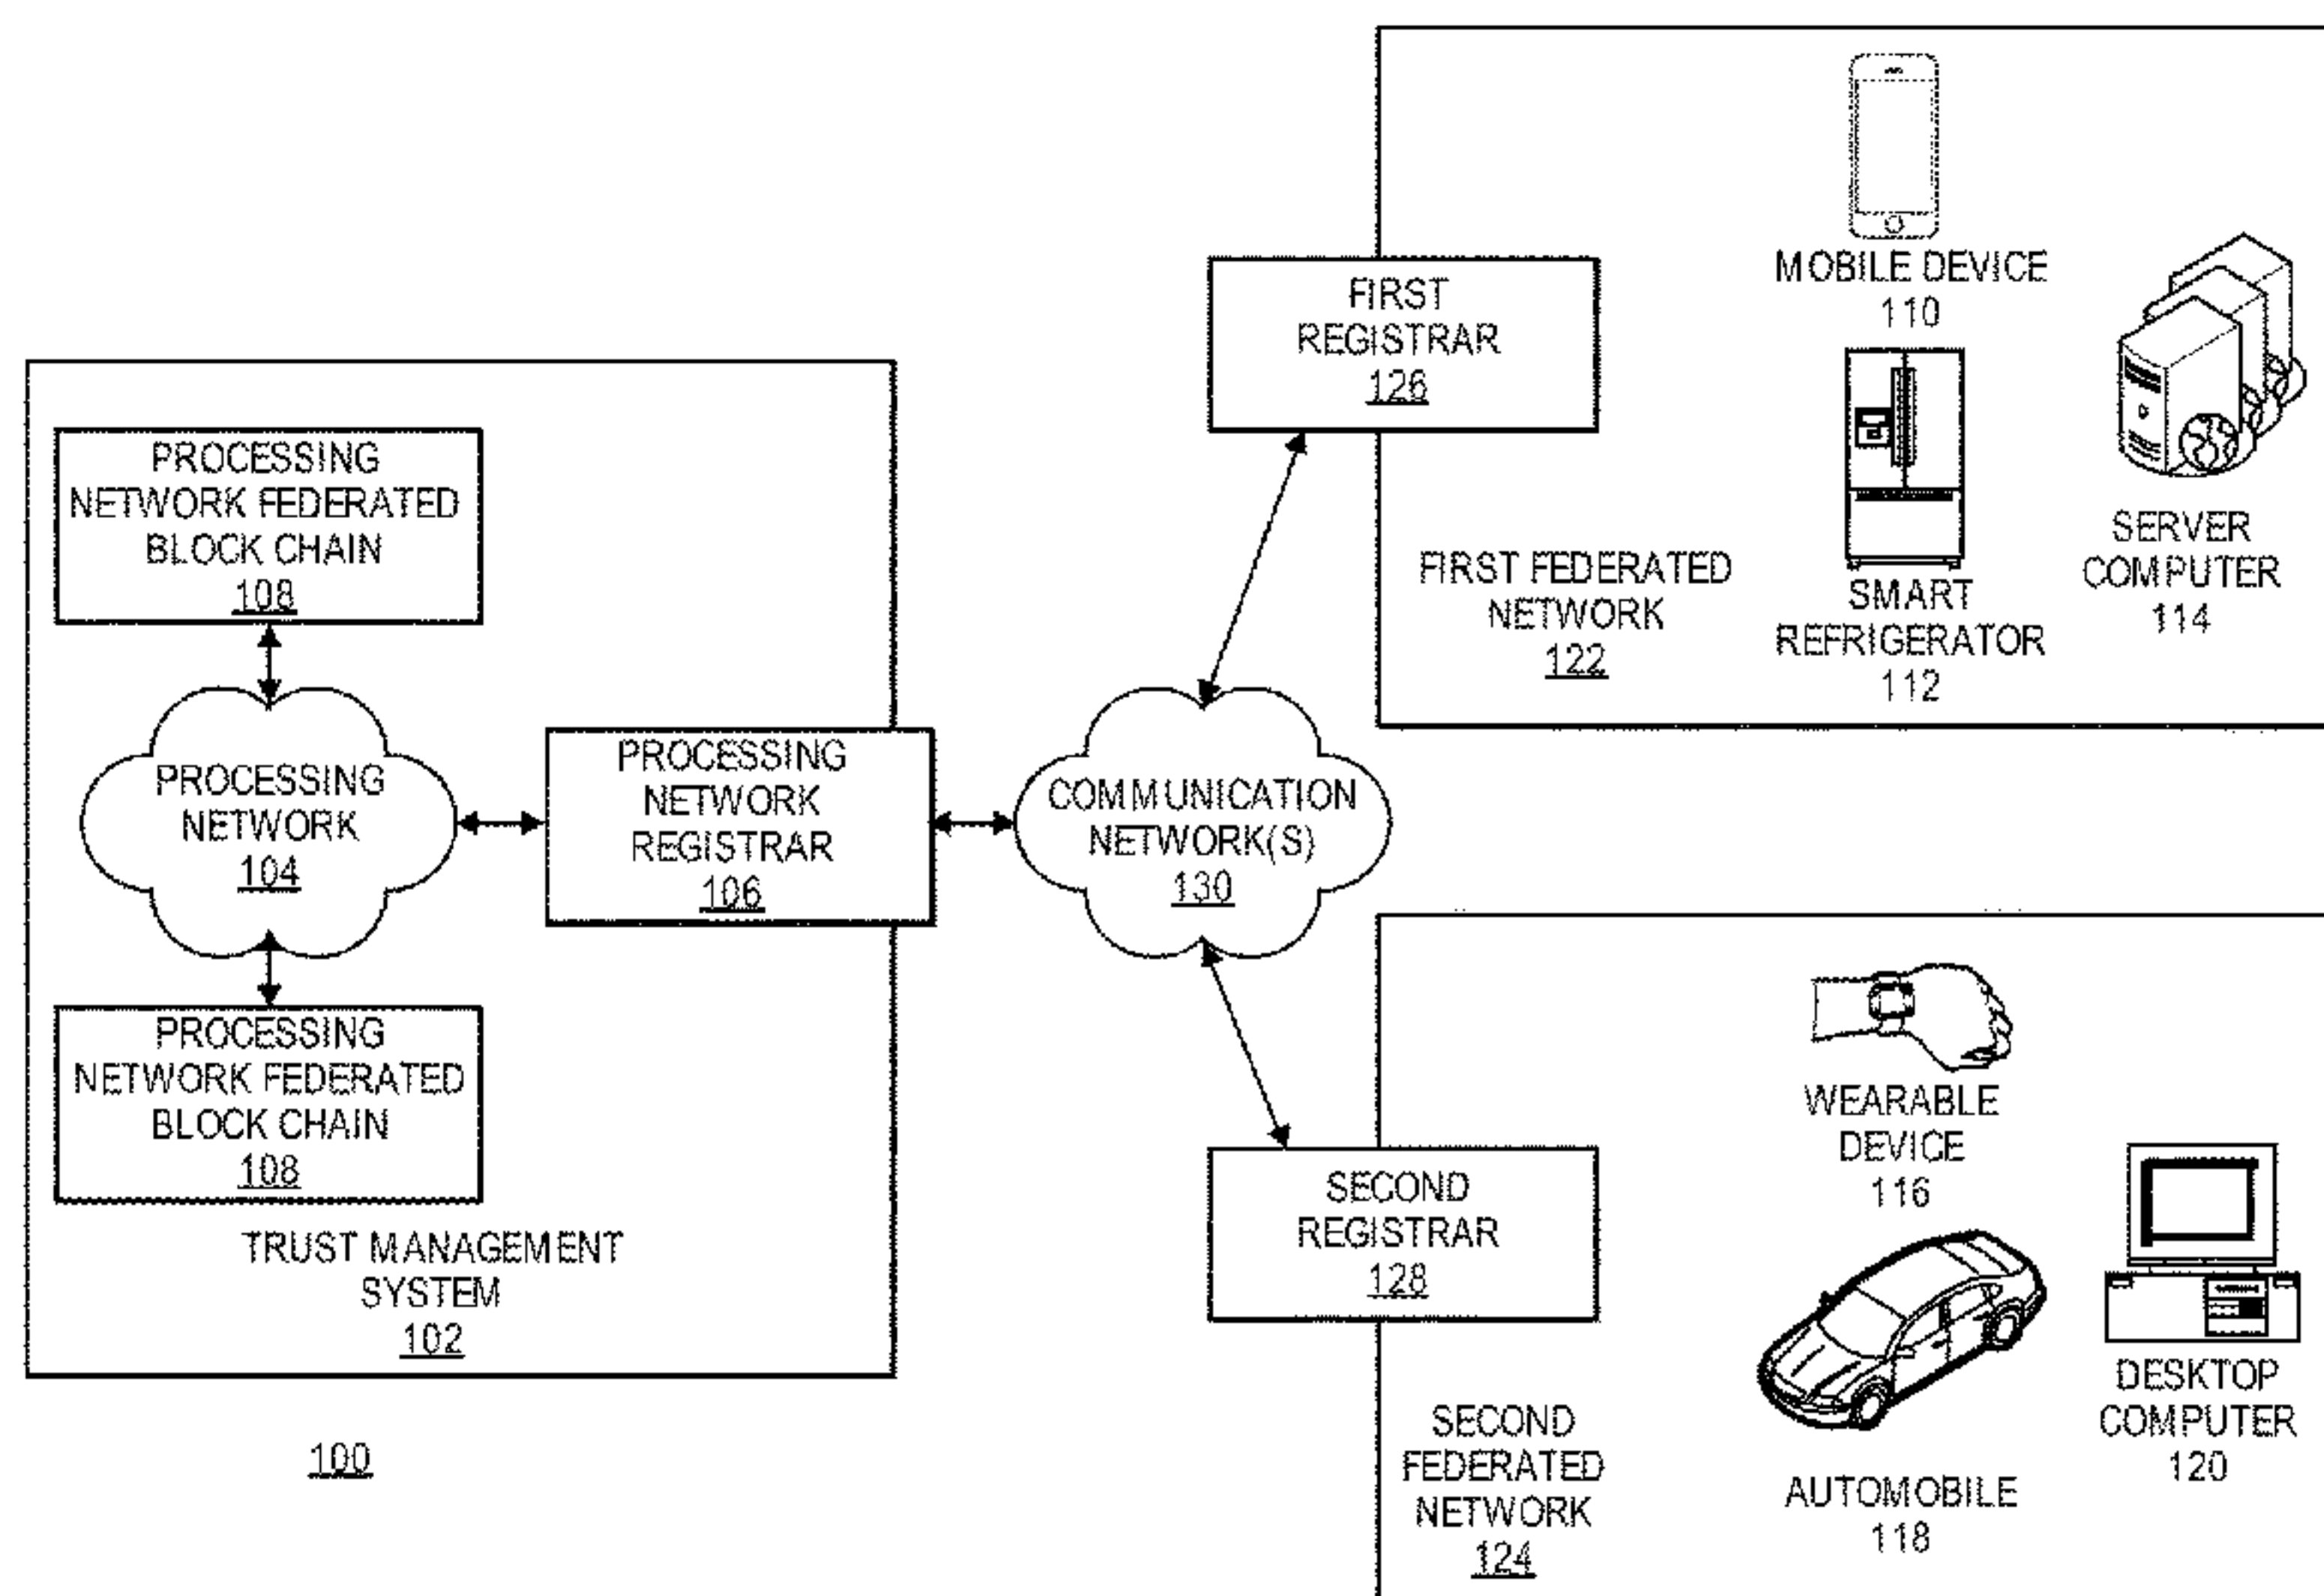 PROCESSING
NETWORK FEDERATED
BLOCK CHAIN
108
PROCESSING
NETWORK
104
PROCESSING
NETWORK
REGISTRAR
106
PROCESSING
NETWORK FEDERATED
BLOCK CHAIN
108
TRUST MANAGEMENT
SYSTEM
102
100
COMMUNICATION
NETWORK(S)
130
FIRST
REGISTRAR
126
FIRST FEDERATED
NETWORK
122
MOBILE DEVICE
110
SMART
REFRIGERATOR
112
SERVER
COMPUTER
114
SECOND
REGISTRAR
128
SECOND
FEDERATED
NETWORK
124
WEARABLE
DEVICE
116
AUTOMOBILE
118
DESKTOP
COMPUTER
120